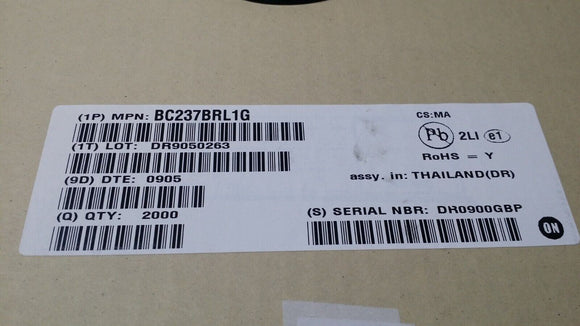 (1P) MPN: BC237BRL1G
(1T) LOT: DR9050263
(9D) DTE: 0905
(Q) QTY: 2000
CS:MA
Pb 2LI e1
RoHS = Y
assy. in: THAILAND(DR)
(S) SERIAL NBR: DR0900GBP
ON